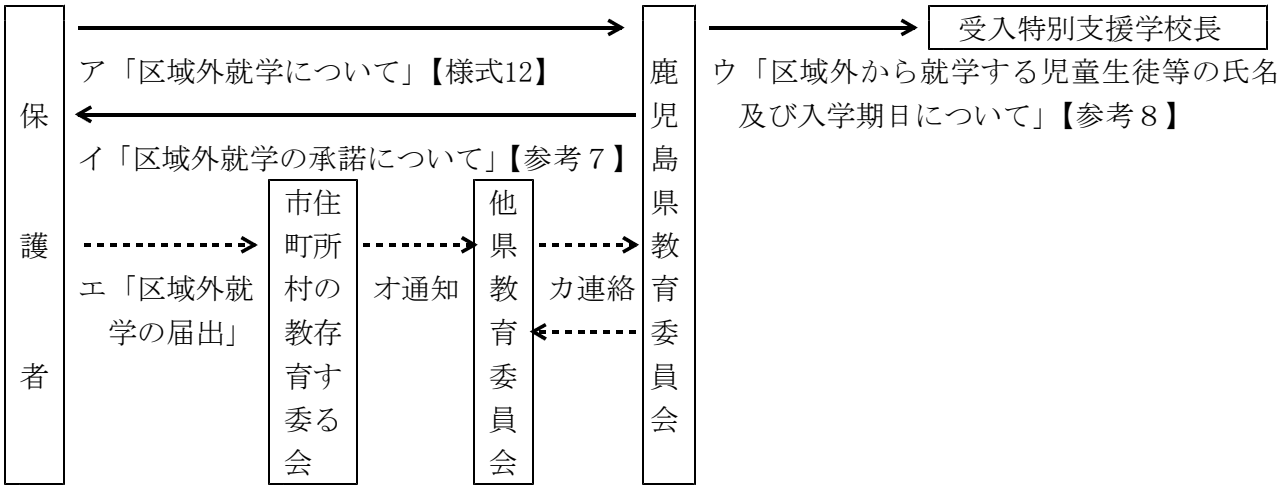 保護者
ア「区域外就学について」【様式12】
イ「区域外就学の承諾について」【参考７】
エ「区域外就
学の届出」
住所の存する
市町村教育委会
オ通知
他県教育委員会
カ連絡
鹿児島県教育委員会
受入特別支援学校長
ウ「区域外から就学する児童生徒等の氏名
及び入学期日について」【参考８】